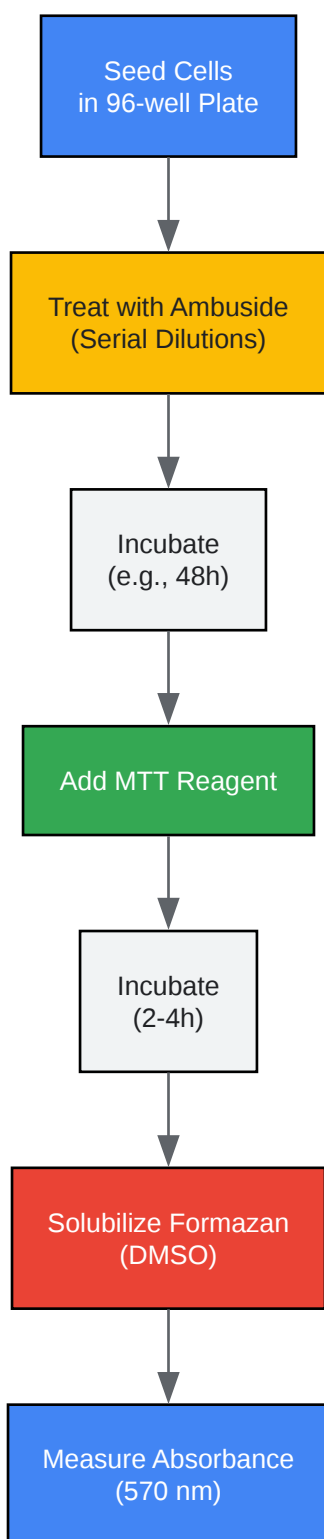 Seed Cells
in 96-well Plate
Treat with Ambuside
(Serial Dilutions)
Incubate
(e.g., 48h)
Add MTT Reagent
Incubate
(2-4h)
Solubilize Formazan
(DMSO)
Measure Absorbance
(570 nm)